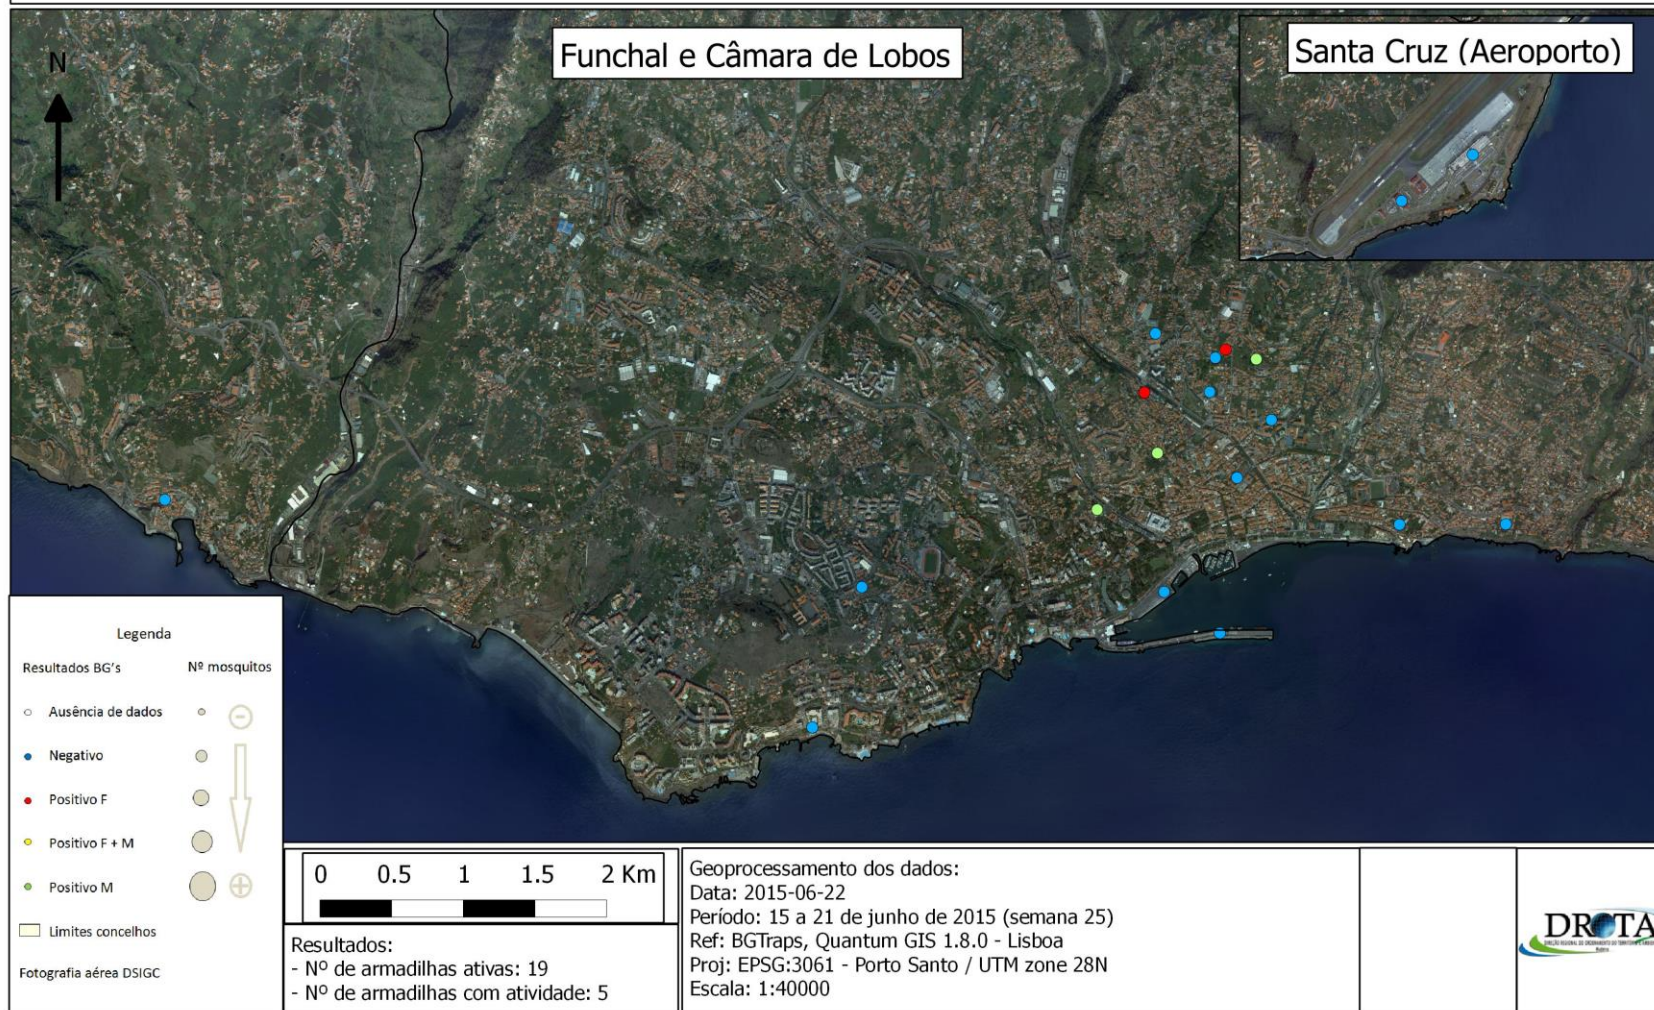 Funchal e Câmara de Lobos
Santa Cruz (Aeroporto)
N
Legenda
Resultados BG's
Nº mosquitos
Ausência de dados
Negativo
Positivo F
Positivo F + M
Positivo M
Limites concelhos
Fotografia aérea DSIGC
0 0.5 1 1.5 2 Km
Resultados:
- Nº de armadilhas ativas: 19
- Nº de armadilhas com atividade: 5
Geoprocessamento dos dados:
Data: 2015-06-22
Período: 15 a 21 de junho de 2015 (semana 25)
Ref: BGTraps, Quantum GIS 1.8.0 - Lisboa
Proj: EPSG:3061 - Porto Santo / UTM zone 28N
Escala: 1:40000
DROTA